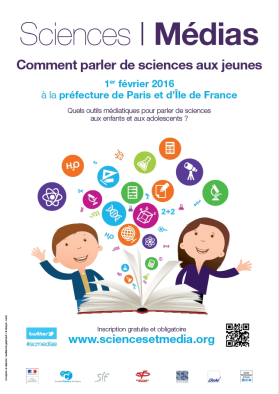 Sciences | Médias
Comment parler de sciences aux jeunes
1er février 2016
à la préfecture de Paris et d'Île de France
Quels outils médiatiques pour parler de sciences
aux enfants et aux adolescents ?
H2O
H2O
2+2
twitter
#scmedias
Inscription gratuite et obligatoire
www.sciencesetmedia.org
sif